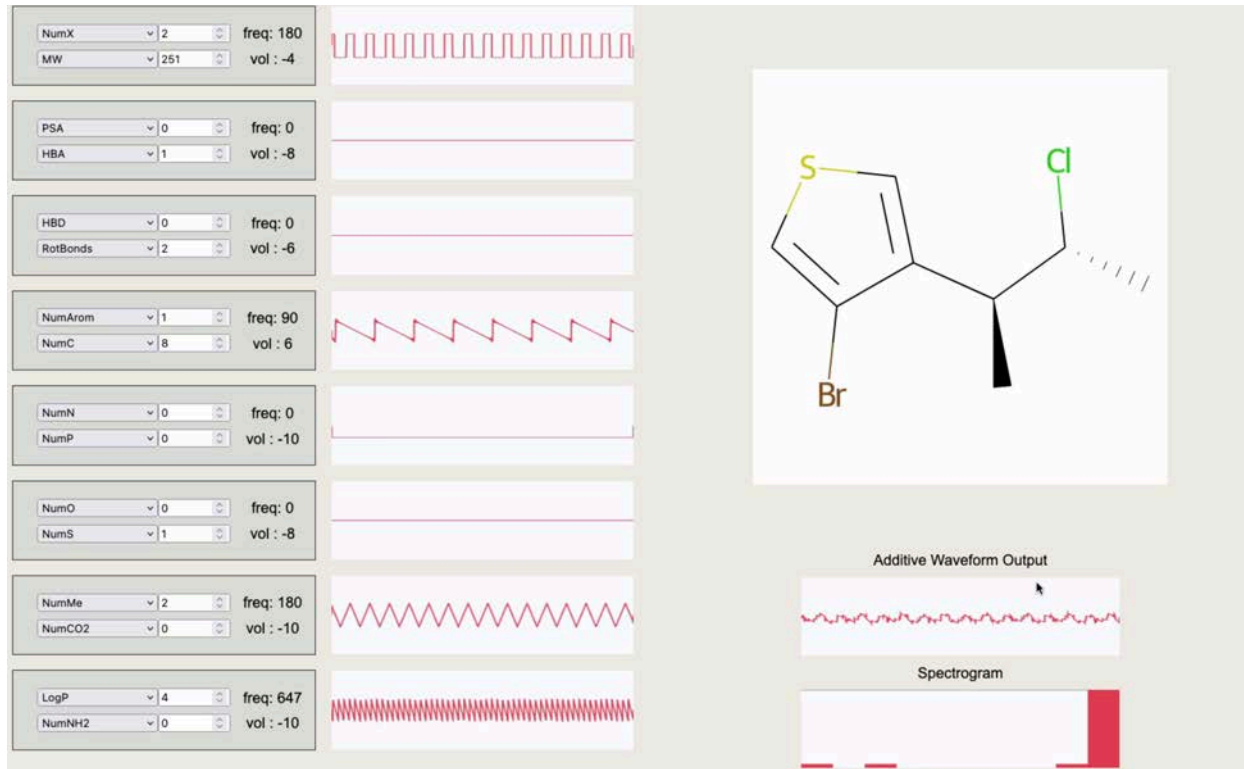 NumX 2 freq: 180
MW 251 vol : -4
PSA 0 freq: 0
HBA 1 vol : -8
HBD 0 freq: 0
RotBonds 2 vol : -6
NumArom 1 freq: 90
NumC 8 vol : 6
NumN 0 freq: 0
NumP 0 vol : -10
NumO 0 freq: 0
NumS 1 vol : -8
NumMe 2 freq: 180
NumCO2 0 vol : -10
LogP 4 freq: 647
NumNH2 0 vol : -10
S
Cl
Br
Additive Waveform Output
Spectrogram